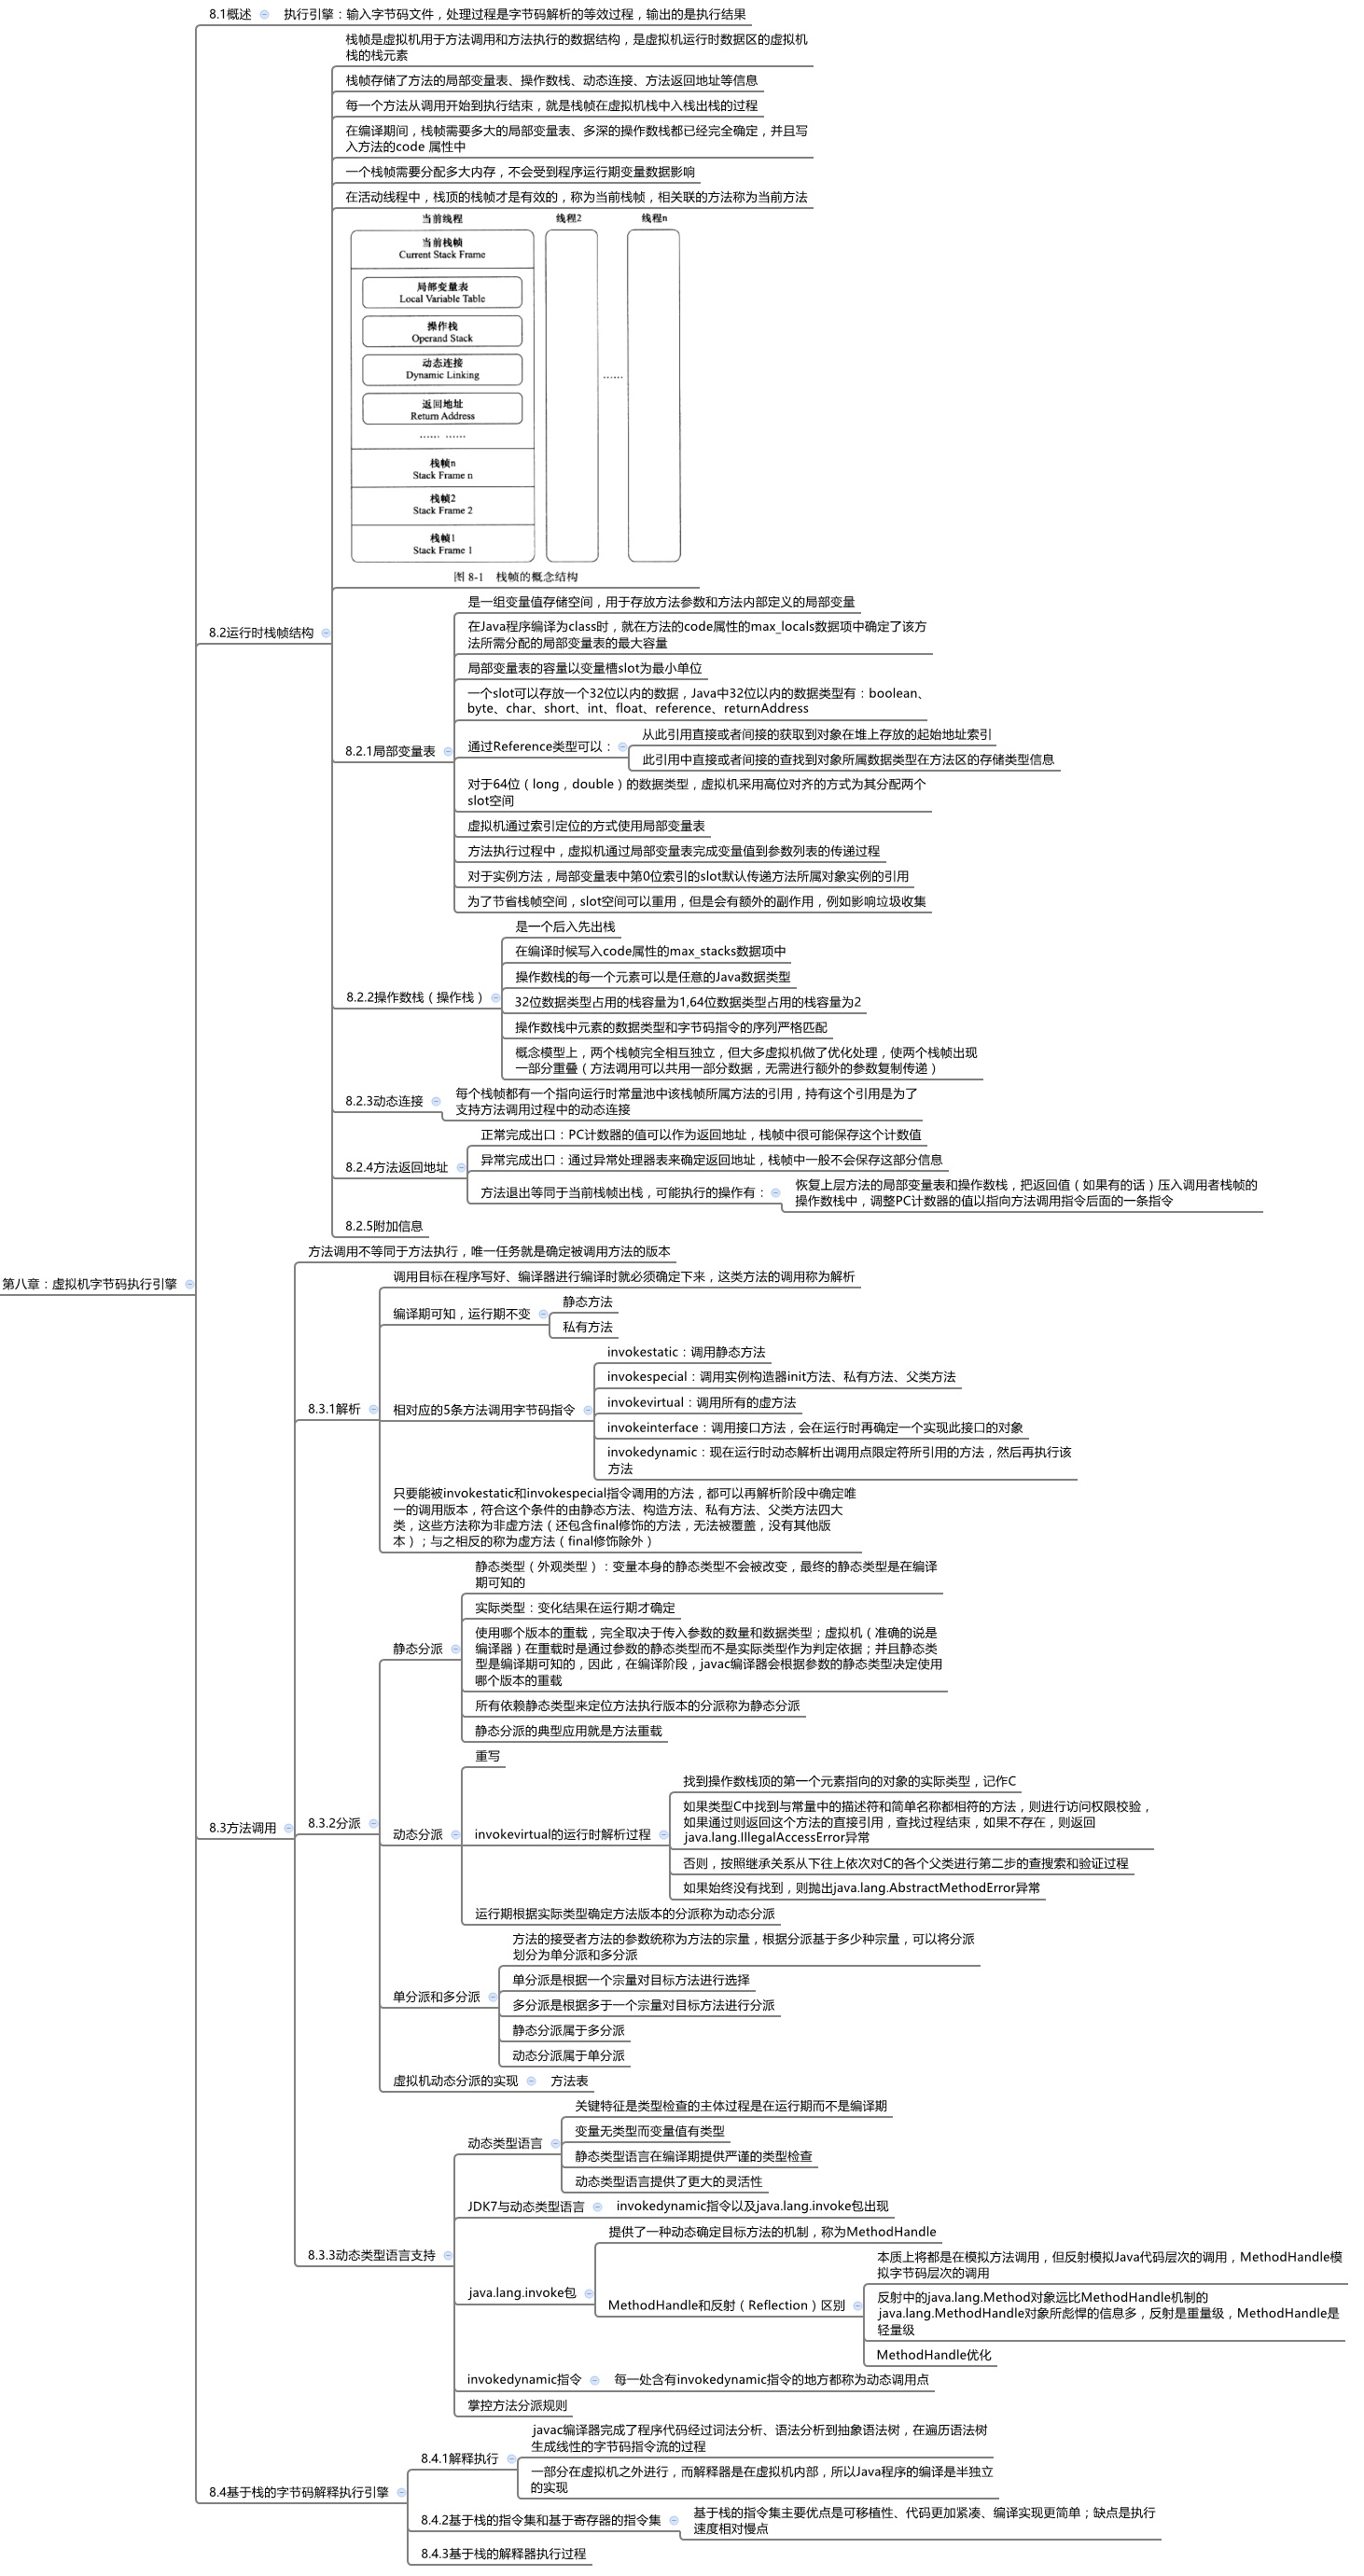 8.1概述
执行引擎：输入字节码文件，处理过程是字节码解析的等效过程，输出的是执行结果
栈帧是虚拟机用于方法调用和方法执行的数据结构，是虚拟机运行时数据区的虚拟机
栈的栈元素
栈帧存储了方法的局部变量表、操作数栈、动态连接、方法返回地址等信息
每一个方法从调用开始到执行结束，就是栈帧在虚拟机栈中入栈出栈的过程
在编译期间，栈帧需要多大的局部变量表、多深的操作数栈都已经完全确定，并且写
入方法的code 属性中
一个栈帧需要分配多大内存，不会受到程序运行期变量数据影响
在活动线程中，栈顶的栈帧才是有效的，称为当前栈帧，相关联的方法称为当前方法
当前线程
线程2
线程n
当前栈帧
Current Stack Frame
局部变量表
Local Variable Table
操作栈
Operand Stack
动态连接
Dynamic Linking
返回地址
Return Address
…… ……
栈帧n
Stack Frame n
栈帧2
Stack Frame 2
栈帧1
Stack Frame 1
……
图 8-1 栈帧的概念结构
8.2运行时栈帧结构
8.2.1局部变量表
是一组变量值存储空间，用于存放方法参数和方法内部定义的局部变量
在Java程序编译为class时，就在方法的code属性的max_locals数据项中确定了该方
法所需分配的局部变量表的最大容量
局部变量表的容量以变量槽slot为最小单位
一个slot可以存放一个32位以内的数据，Java中32位以内的数据类型有：boolean、
byte、char、short、int、float、reference、returnAddress
通过Reference类型可以：
从此引用直接或者间接的获取到对象在堆上存放的起始地址索引
此引用中直接或者间接的查找到对象所属数据类型在方法区的存储类型信息
对于64位（long，double）的数据类型，虚拟机采用高位对齐的方式为其分配两个
slot空间
虚拟机通过索引定位的方式使用局部变量表
方法执行过程中，虚拟机通过局部变量表完成变量值到参数列表的传递过程
对于实例方法，局部变量表中第0位索引的slot默认传递方法所属对象实例的引用
为了节省栈帧空间，slot空间可以重用，但是会有额外的副作用，例如影响垃圾收集
8.2.2操作数栈（操作栈）
是一个后入先出栈
在编译时候写入code属性的max_stacks数据项中
操作数栈的每一个元素可以是任意的Java数据类型
32位数据类型占用的栈容量为1,64位数据类型占用的栈容量为2
操作数栈中元素的数据类型和字节码指令的序列严格匹配
概念模型上，两个栈帧完全相互独立，但大多虚拟机做了优化处理，使两个栈帧出现
一部分重叠（方法调用可以共用一部分数据，无需进行额外的参数复制传递）
8.2.3动态连接
每个栈帧都有一个指向运行时常量池中该栈帧所属方法的引用，持有这个引用是为了
支持方法调用过程中的动态连接
8.2.4方法返回地址
正常完成出口：PC计数器的值可以作为返回地址，栈帧中很可能保存这个计数值
异常完成出口：通过异常处理器表来确定返回地址，栈帧中一般不会保存这部分信息
方法退出等同于当前栈帧出栈，可能执行的操作有：
恢复上层方法的局部变量表和操作数栈，把返回值（如果有的话）压入调用者栈帧的
操作数栈中，调整PC计数器的值以指向方法调用指令后面的一条指令
8.2.5附加信息
第八章：虚拟机字节码执行引擎
8.3方法调用
方法调用不等同于方法执行，唯一任务就是确定被调用方法的版本
8.3.1解析
调用目标在程序写好、编译器进行编译时就必须确定下来，这类方法的调用称为解析
编译期可知，运行期不变
静态方法
私有方法
相对应的5条方法调用字节码指令
invokestatic：调用静态方法
invokespecial：调用实例构造器init方法、私有方法、父类方法
invokevirtual：调用所有的虚方法
invokeinterface：调用接口方法，会在运行时再确定一个实现此接口的对象
invokedynamic：现在运行时动态解析出调用点限定符所引用的方法，然后再执行该
方法
只要能被invokestatic和invokespecial指令调用的方法，都可以再解析阶段中确定唯
一的调用版本，符合这个条件的由静态方法、构造方法、私有方法、父类方法四大
类，这些方法称为非虚方法（还包含final修饰的方法，无法被覆盖，没有其他版
本）；与之相反的称为虚方法（final修饰除外）
8.3.2分派
静态分派
静态类型（外观类型）：变量本身的静态类型不会被改变，最终的静态类型是在编译
期可知的
实际类型：变化结果在运行期才确定
使用哪个版本的重载，完全取决于传入参数的数量和数据类型；虚拟机（准确的说是
编译器）在重载时是通过参数的静态类型而不是实际类型作为判定依据；并且静态类
型是编译期可知的，因此，在编译阶段，javac编译器会根据参数的静态类型决定使用
哪个版本的重载
所有依赖静态类型来定位方法执行版本的分派称为静态分派
静态分派的典型应用就是方法重载
动态分派
重写
invokevirtual的运行时解析过程
找到操作数栈顶的第一个元素指向的对象的实际类型，记作C
如果类型C中找到与常量中的描述符和简单名称都相符的方法，则进行访问权限校验，
如果通过则返回这个方法的直接引用，查找过程结束，如果不存在，则返回
java.lang.IllegalAccessError异常
否则，按照继承关系从下往上依次对C的各个父类进行第二步的查搜索和验证过程
如果始终没有找到，则抛出java.lang.AbstractMethodError异常
运行期根据实际类型确定方法版本的分派称为动态分派
单分派和多分派
方法的接受者方法的参数统称为方法的宗量，根据分派基于多少种宗量，可以将分派
划分为单分派和多分派
单分派是根据一个宗量对目标方法进行选择
多分派是根据多于一个宗量对目标方法进行分派
静态分派属于多分派
动态分派属于单分派
虚拟机动态分派的实现
方法表
8.3.3动态类型语言支持
动态类型语言
关键特征是类型检查的主体过程是在运行期而不是编译期
变量无类型而变量值有类型
静态类型语言在编译期提供严谨的类型检查
动态类型语言提供了更大的灵活性
JDK7与动态类型语言
invokedynamic指令以及java.lang.invoke包出现
java.lang.invoke包
提供了一种动态确定目标方法的机制，称为MethodHandle
MethodHandle和反射（Reflection）区别
本质上将都是在模拟方法调用，但反射模拟Java代码层次的调用，MethodHandle模
拟字节码层次的调用
反射中的java.lang.Method对象远比MethodHandle机制的
java.lang.MethodHandle对象所彪悍的信息多，反射是重量级，MethodHandle是
轻量级
MethodHandle优化
invokedynamic指令
每一处含有invokedynamic指令的地方都称为动态调用点
掌控方法分派规则
8.4基于栈的字节码解释执行引擎
8.4.1解释执行
javac编译器完成了程序代码经过词法分析、语法分析到抽象语法树，在遍历语法树
生成线性的字节码指令流的过程
一部分在虚拟机之外进行，而解释器是在虚拟机内部，所以Java程序的编译是半独立
的实现
8.4.2基于栈的指令集和基于寄存器的指令集
基于栈的指令集主要优点是可移植性、代码更加紧凑、编译实现更简单；缺点是执行
速度相对慢点
8.4.3基于栈的解释器执行过程